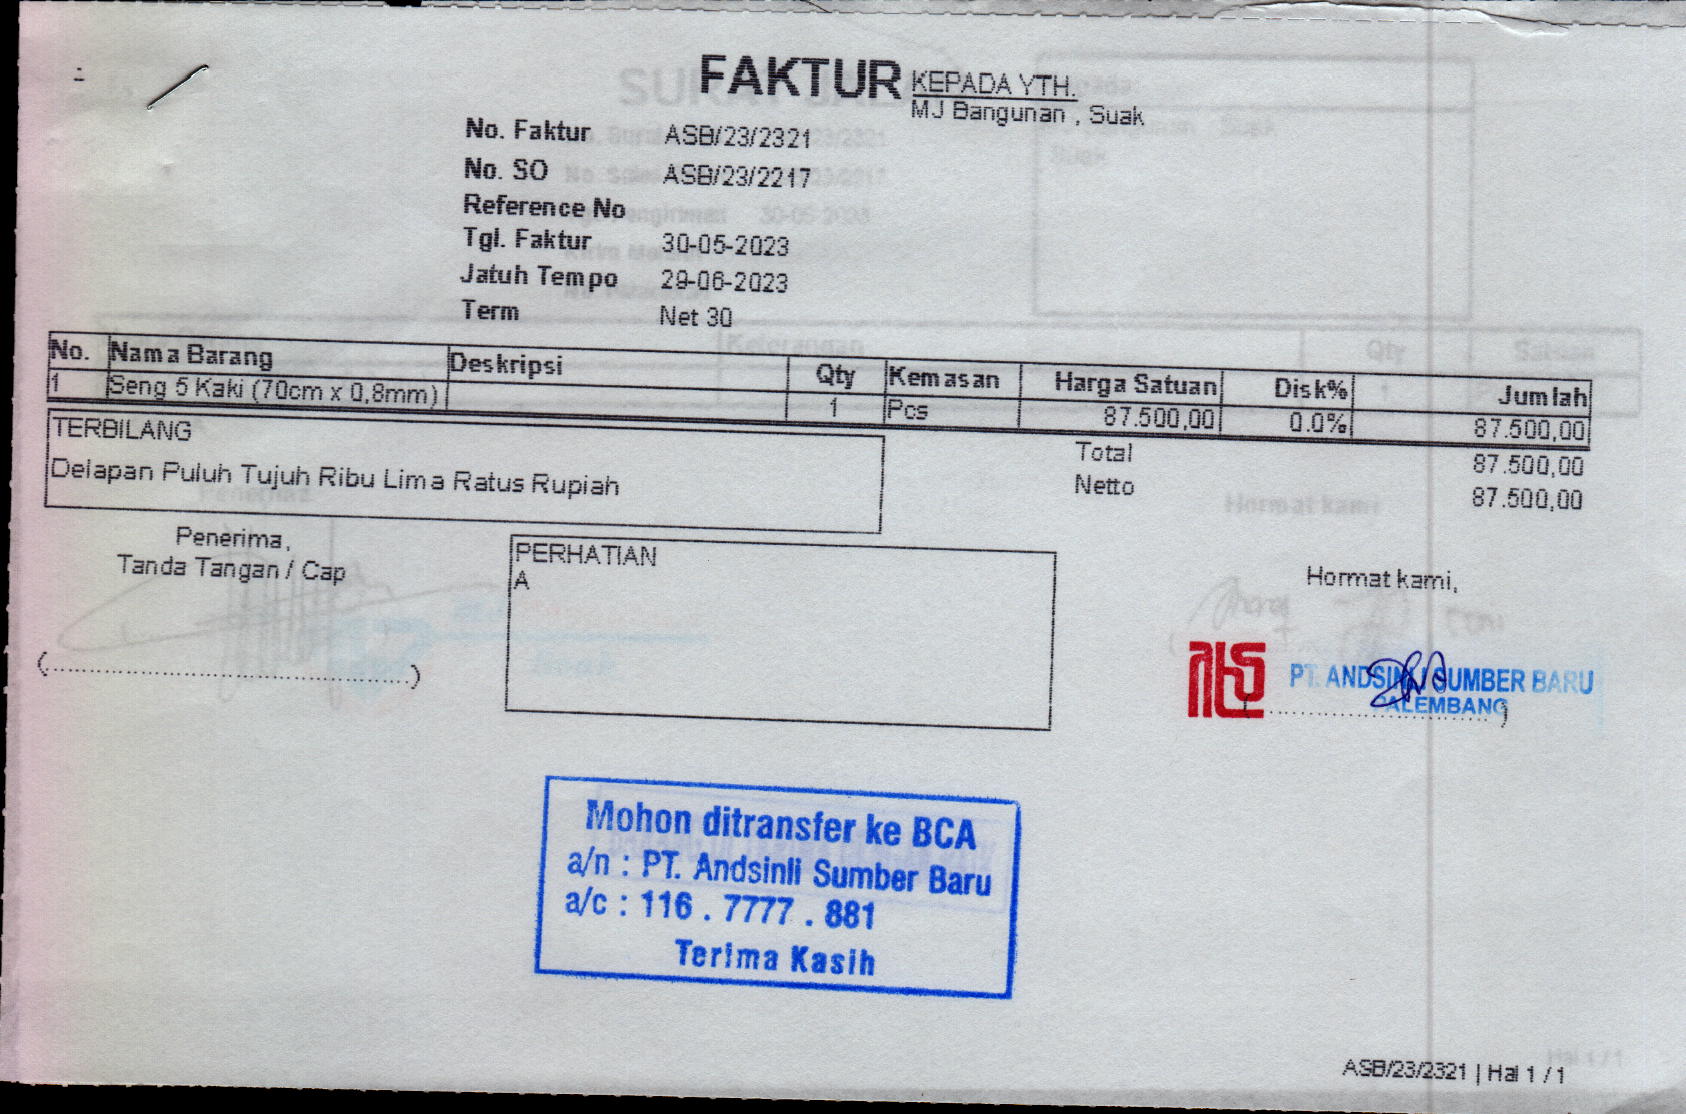 FAKTUR
KEPADA YTH.
MJ Bangunan , Suak
No. Faktur ASB/23/2321
No. SO ASB/23/2217
Reference No
Tgl. Faktur 30-05-2023
Jatuh Tempo 29-06-2023
Term Net 30
No. Nama Barang Deskripsi Qty Kemasan Harga Satuan Disk% Jumlah
1 Seng 5 Kaki (70cm x 0,8mm) 1 Pcs 87.500,00 0.0% 87.500,00
TERBILANG
Delapan Puluh Tujuh Ribu Lima Ratus Rupiah
Total 87.500,00
Netto 87.500,00
Penerima,
Tanda Tangan / Cap
(..........................................)
PERHATIAN
A
Hormat kami,
PT. ANDSINLI SUMBER BARU
PALEMBANG
Mohon ditransfer ke BCA
a/n : PT. Andsinli Sumber Baru
a/c : 116 . 7777 . 881
Terima Kasih
ASB/23/2321 | Hal 1 / 1